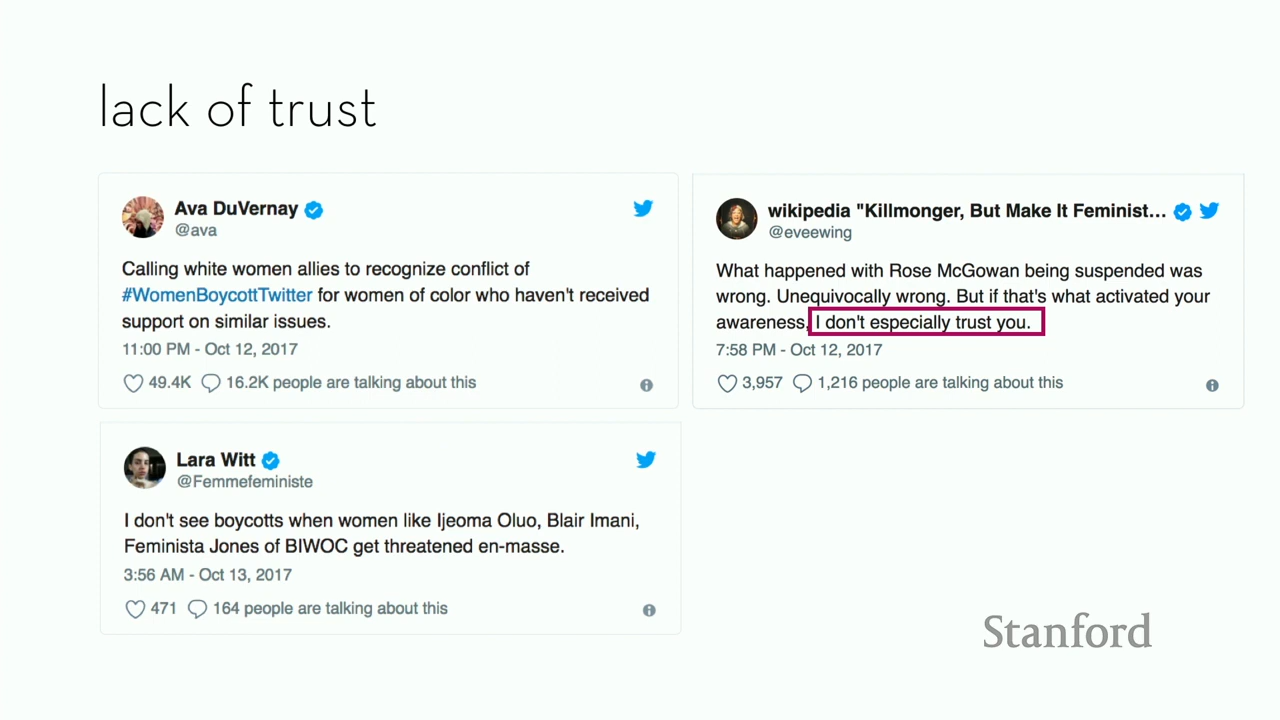 lack of trust
Ava DuVernay
@ava
Calling white women allies to recognize conflict of
#WomenBoycottTwitter for women of color who haven't received
support on similar issues.
11:00 PM - Oct 12, 2017
49.4K 16.2K people are talking about this
wikipedia "Killmonger, But Make It Feminist...
@eveewing
What happened with Rose McGowan being suspended was
wrong. Unequivocally wrong. But if that's what activated your
awareness, I don't especially trust you.
7:58 PM - Oct 12, 2017
3,957 1,216 people are talking about this
Lara Witt
@Femmefeministe
I don't see boycotts when women like Ijeoma Oluo, Blair Imani,
Feminista Jones of BIWOC get threatened en-masse.
3:56 AM - Oct 13, 2017
471 164 people are talking about this
Stanford